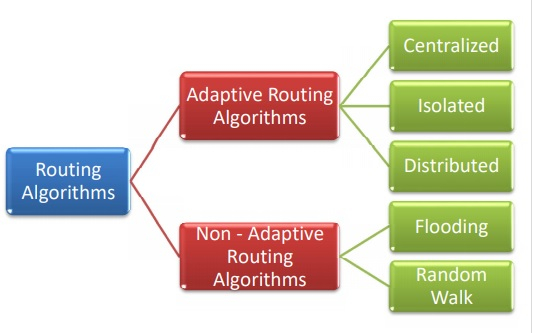 Routing
Algorithms
Adaptive Routing
Algorithms
Centralized
Isolated
Distributed
Non - Adaptive
Routing
Algorithms
Flooding
Random
Walk